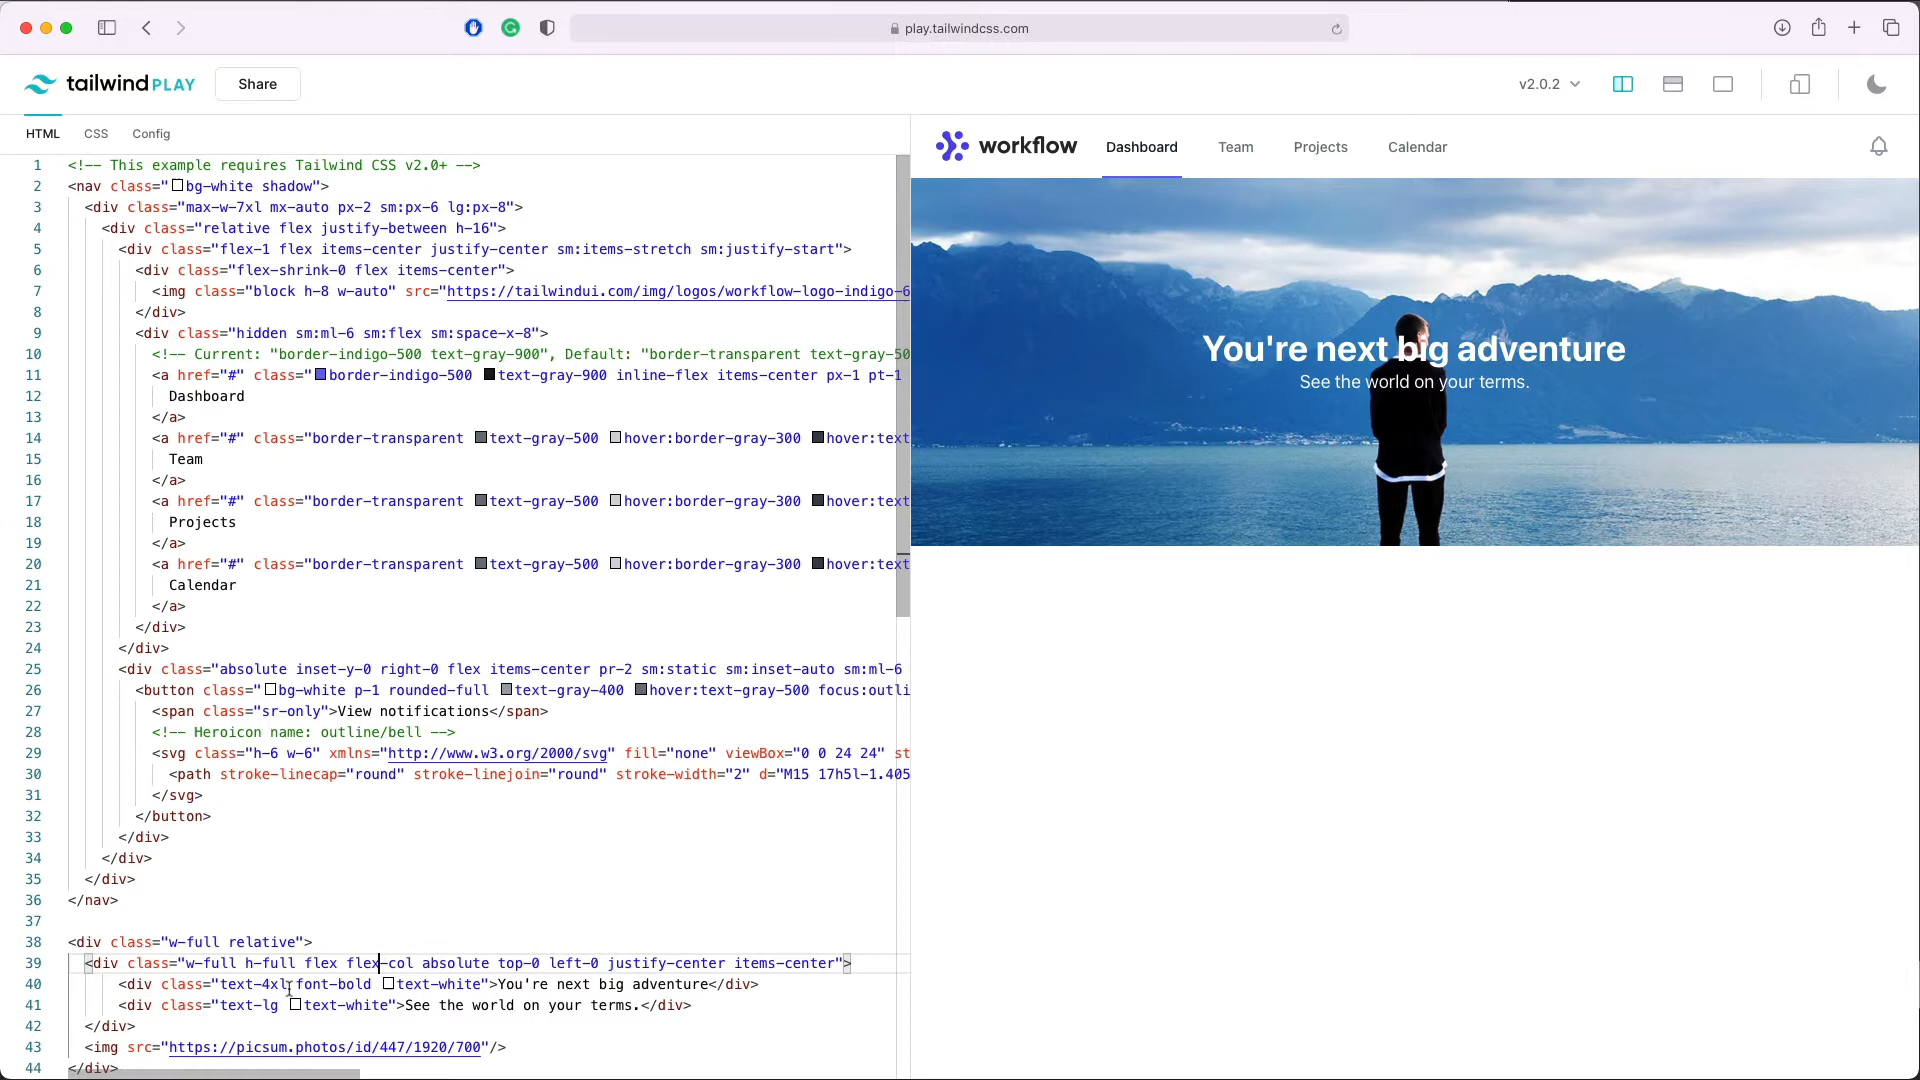 play.tailwindcss.com
tailwind PLAY Share v2.0.2
HTML CSS Config
1 <!-- This example requires Tailwind CSS v2.0+ -->
2 <nav class="bg-white shadow">
3 <div class="max-w-7xl mx-auto px-2 sm:px-6 lg:px-8">
4 <div class="relative flex justify-between h-16">
5 <div class="flex-1 flex items-center justify-center sm:items-stretch sm:justify-start">
6 <div class="flex-shrink-0 flex items-center">
7 <img class="block h-8 w-auto" src="https://tailwindui.com/img/logos/workflow-logo-indigo-6
8 </div>
9 <div class="hidden sm:ml-6 sm:flex sm:space-x-8">
10 <!-- Current: "border-indigo-500 text-gray-900", Default: "border-transparent text-gray-50
11 <a href="#" class="border-indigo-500 text-gray-900 inline-flex items-center px-1 pt-1
12 Dashboard
13 </a>
14 <a href="#" class="border-transparent text-gray-500 hover:border-gray-300 hover:text
15 Team
16 </a>
17 <a href="#" class="border-transparent text-gray-500 hover:border-gray-300 hover:text
18 Projects
19 </a>
20 <a href="#" class="border-transparent text-gray-500 hover:border-gray-300 hover:text
21 Calendar
22 </a>
23 </div>
24 </div>
25 <div class="absolute inset-y-0 right-0 flex items-center pr-2 sm:static sm:inset-auto sm:ml-6
26 <button class="bg-white p-1 rounded-full text-gray-400 hover:text-gray-500 focus:outli
27 <span class="sr-only">View notifications</span>
28 <!-- Heroicon name: outline/bell -->
29 <svg class="h-6 w-6" xmlns="http://www.w3.org/2000/svg" fill="none" viewBox="0 0 24 24" st
30 <path stroke-linecap="round" stroke-linejoin="round" stroke-width="2" d="M15 17h5l-1.405
31 </svg>
32 </button>
33 </div>
34 </div>
35 </div>
36 </nav>
37
38 <div class="w-full relative">
39 <div class="w-full h-full flex flex-col absolute top-0 left-0 justify-center items-center">
40 <div class="text-4xl font-bold text-white">You're next big adventure</div>
41 <div class="text-lg text-white">See the world on your terms.</div>
42 </div>
43 <img src="https://picsum.photos/id/447/1920/700"/>
44 </div>
workflow Dashboard Team Projects Calendar
You're next big adventure
See the world on your terms.